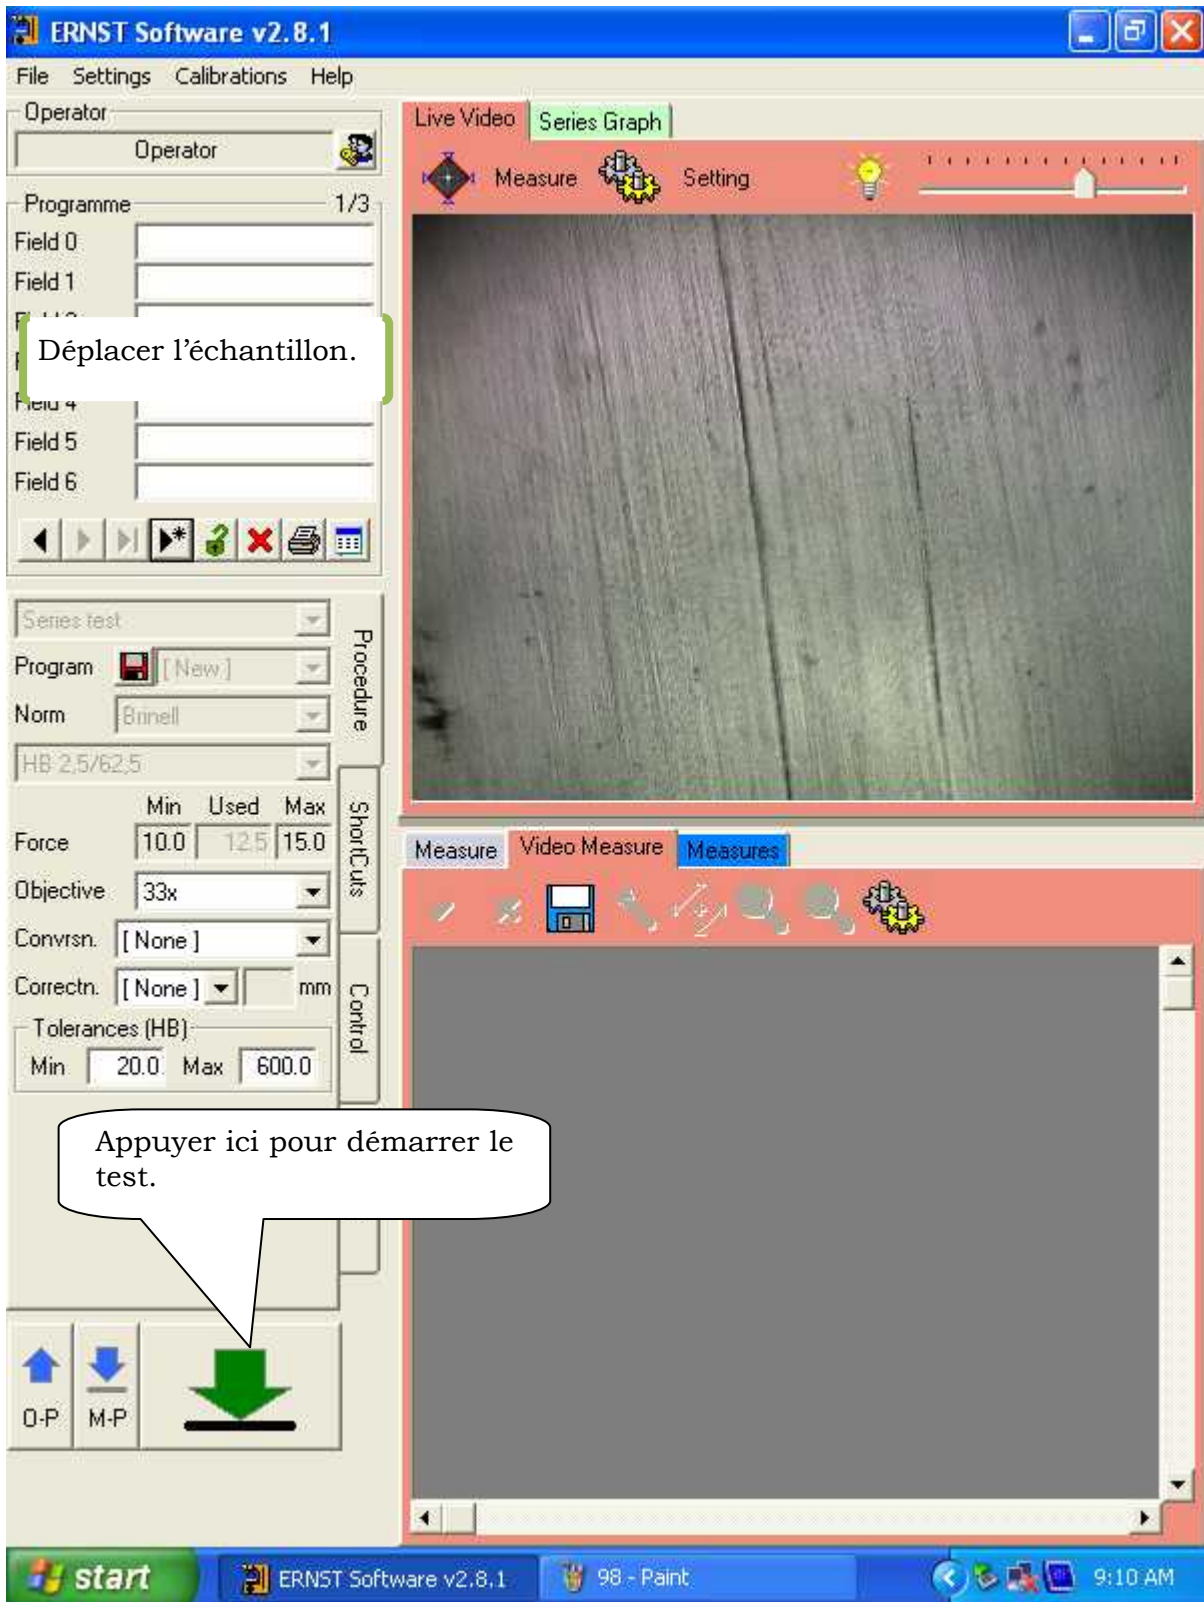 ERNST Software v2.8.1
File Settings Calibrations Help
Operator
Operator
Programme 1/3
Field 0
Field 1
Déplacer l’échantillon.
Field 4
Field 5
Field 6
Series test
Program [ New ]
Norm Brinell
HB 2,5/62,5
Min Used Max
Force 10.0 12.5 15.0
Objective 33x
Convrsn. [ None ]
Correctn. [ None ] mm
Tolerances (HB)
Min 20.0 Max 600.0
Procedure
ShortCuts
Control
Appuyer ici pour démarrer le
test.
O-P M-P
Live Video Series Graph
Measure Setting
Measure Video Measure Measures
start ERNST Software v2.8.1 98 - Paint 9:10 AM